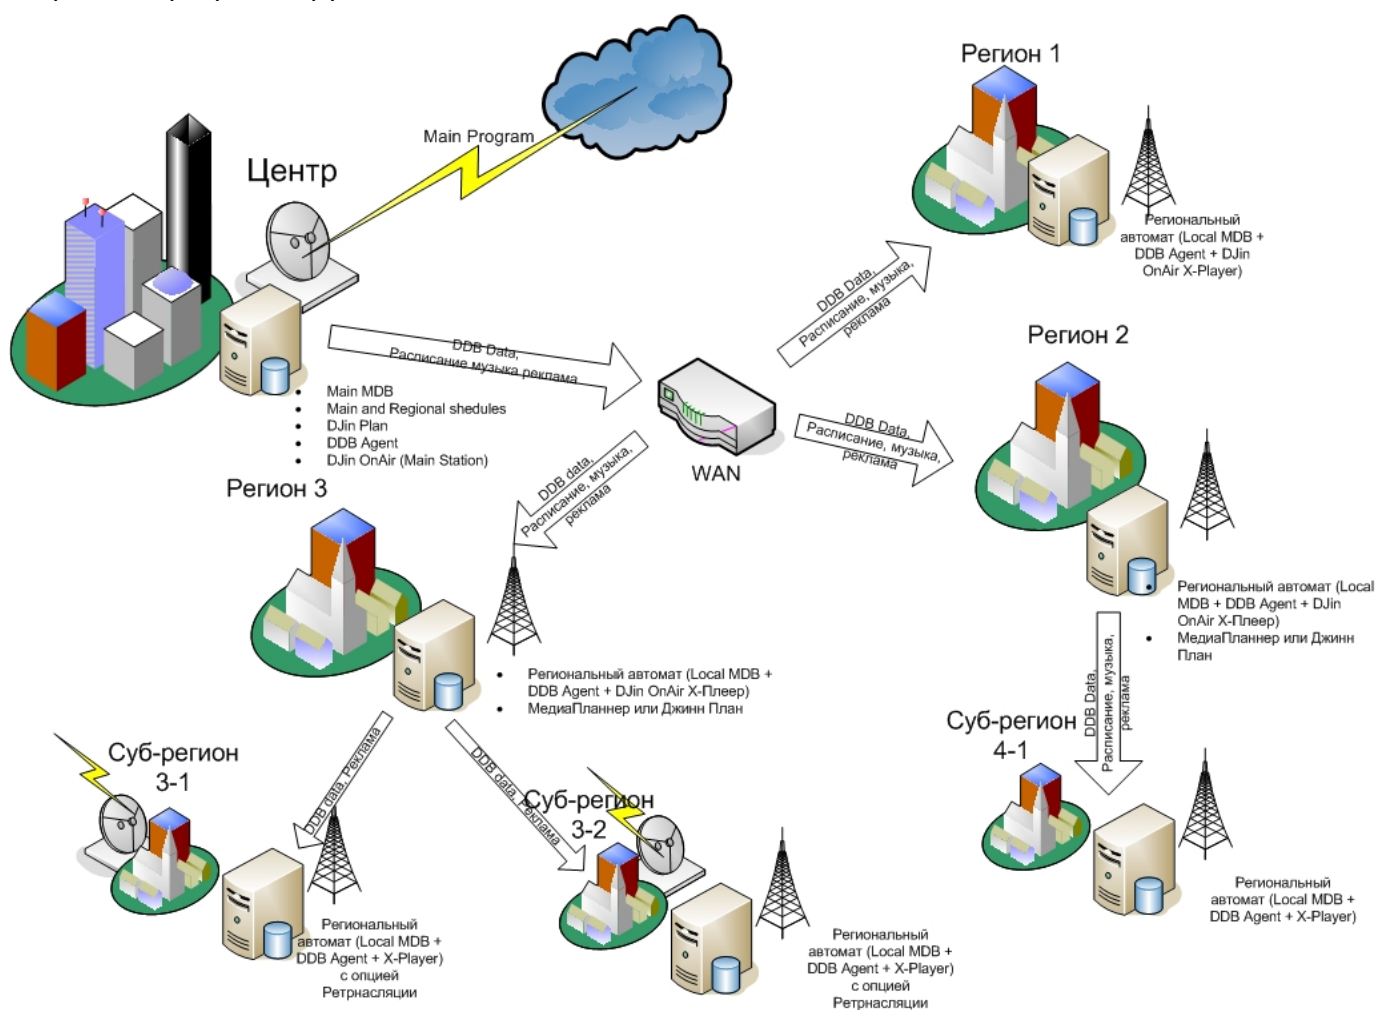 Регион 1
Main Program
Центр
Региональный
автомат (Local MDB +
DDB Agent + DJin
OnAir X-Player)
DDB Data,
Расписание, музыка,
реклама
Регион 2
DDB Data,
Расписание музыка реклама
• Main MDB
• Main and Regional shedules
• DJin Plan
• DDB Agent
• DJin OnAir (Main Station)
WAN
DDB Data,
Расписание, музыка,
реклама
DDB data,
Расписание, музыка,
реклама
Регион 3
• Региональный автомат (Local
MDB + DDB Agent + DJin
OnAir X-Плеер)
• МедиаПланнер или Джинн
План
• Региональный автомат (Local MDB +
DDB Agent + DJin OnAir X-Плеер)
• МедиаПланнер или Джинн План
DDB Data,
Расписание, музыка,
реклама
Суб-регион
4-1
Суб-регион
3-1
DDB data, Реклама
DDB data, Реклама
Суб-регион
3-2
Региональный
автомат (Local MDB +
DDB Agent + X-Player)
Региональный
автомат (Local MDB +
DDB Agent + X-Player)
с опцией
Ретрнасляции
Региональный
автомат (Local MDB +
DDB Agent + X-Player)
с опцией
Ретрнасляции